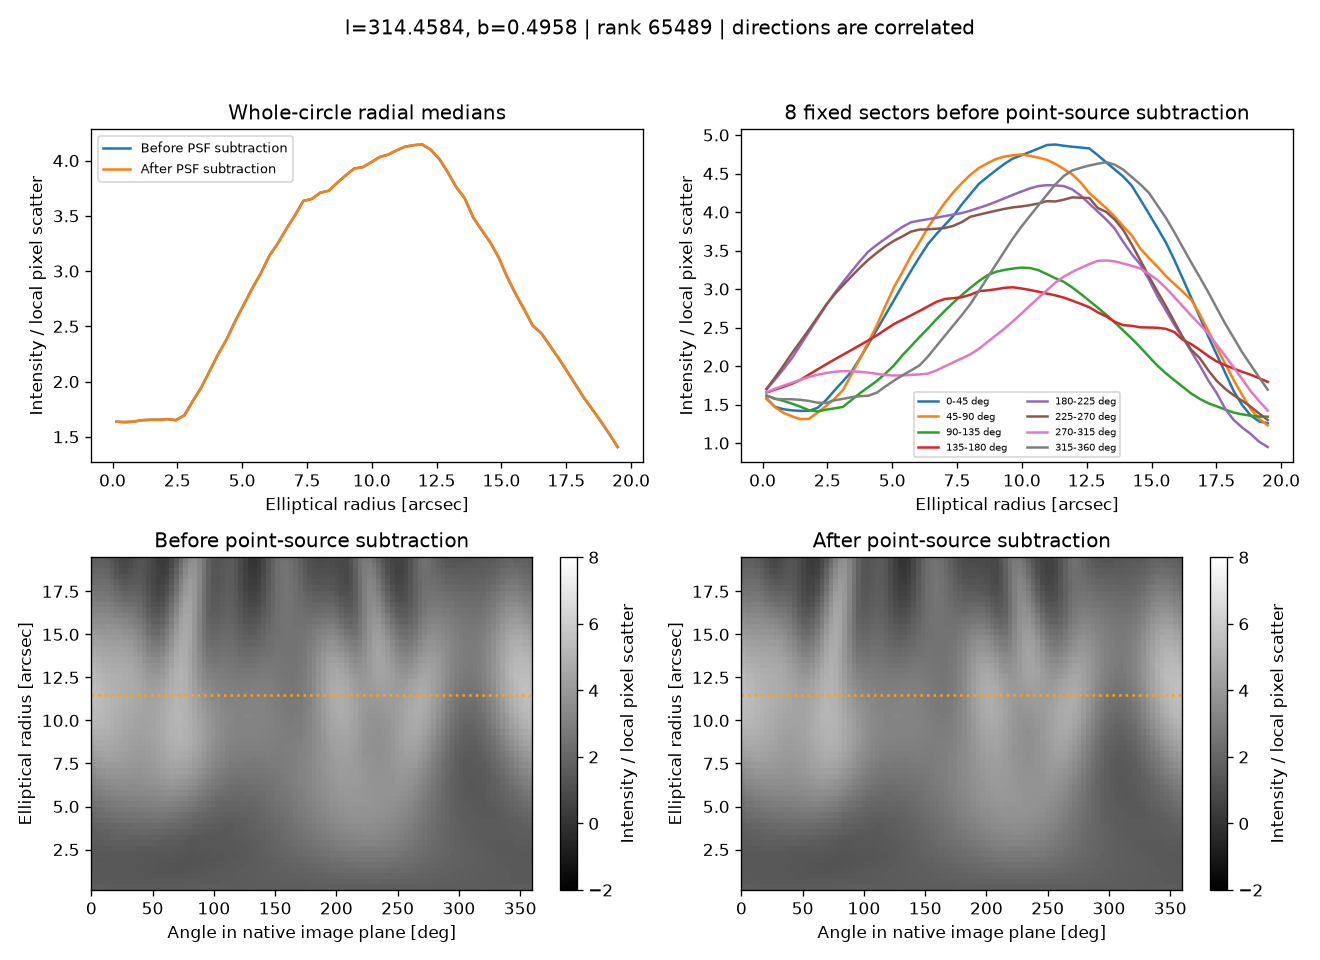 l=314.4584, b=0.4958 | rank 65489 | directions are correlated
Whole-circle radial medians
Intensity / local pixel scatter
4.0
3.5
3.0
2.5
2.0
1.5
Before PSF subtraction
After PSF subtraction
0.0 2.5 5.0 7.5 10.0 12.5 15.0 17.5 20.0
Elliptical radius [arcsec]
8 fixed sectors before point-source subtraction
Intensity / local pixel scatter
5.0
4.5
4.0
3.5
3.0
2.5
2.0
1.5
1.0
0-45 deg
45-90 deg
90-135 deg
135-180 deg
180-225 deg
225-270 deg
270-315 deg
315-360 deg
0.0 2.5 5.0 7.5 10.0 12.5 15.0 17.5 20.0
Elliptical radius [arcsec]
Before point-source subtraction
Elliptical radius [arcsec]
17.5
15.0
12.5
10.0
7.5
5.0
2.5
0 50 100 150 200 250 300 350
Angle in native image plane [deg]
8
6
4
2
0
−2
Intensity / local pixel scatter
After point-source subtraction
Elliptical radius [arcsec]
17.5
15.0
12.5
10.0
7.5
5.0
2.5
0 50 100 150 200 250 300 350
Angle in native image plane [deg]
8
6
4
2
0
−2
Intensity / local pixel scatter